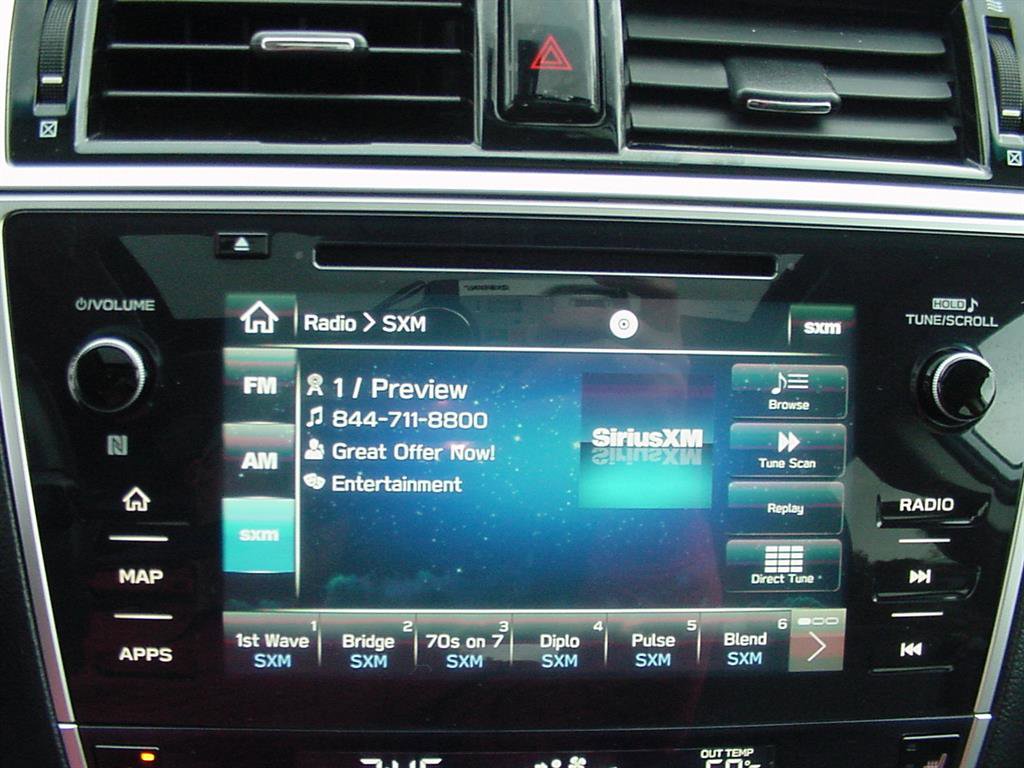 /VOLUME
HOLD
TUNE/SCROLL
Radio > SXM
sxm
FM
1 / Preview
844-711-8800
AM
Great Offer Now!
Entertainment
sxm
SiriusXM
Browse
Tune Scan
Replay
Direct Tune
MAP
APPS
RADIO
1 2 3 4 5 6
1st Wave Bridge 70s on 7 Diplo Pulse Blend
SXM SXM SXM SXM SXM SXM
OUT TEMP